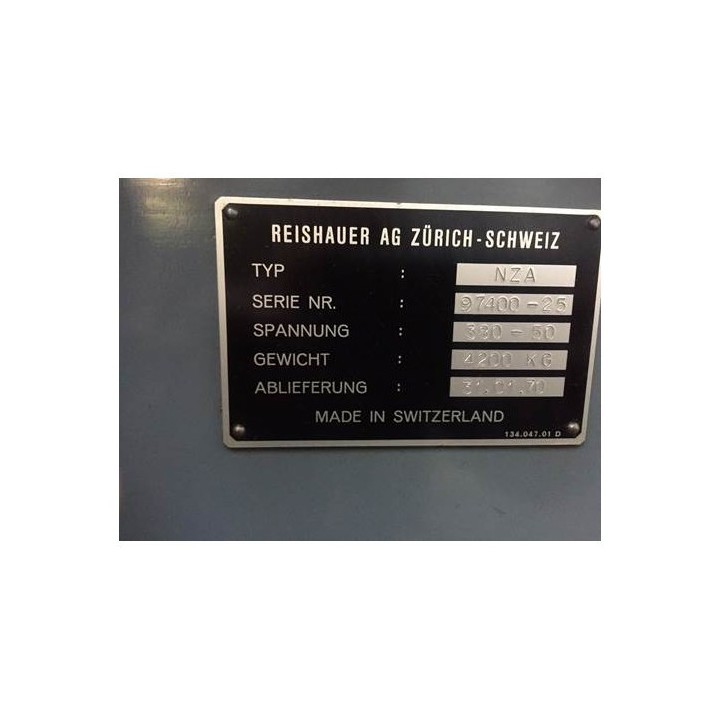 REISHAUER AG ZÜRICH-SCHWEIZ
TYP : NZA
SERIE NR. : 97400-25
SPANNUNG : 380-50
GEWICHT : 4200 KG
ABLIEFERUNG : 31.01.70
MADE IN SWITZERLAND
134.047.01 D